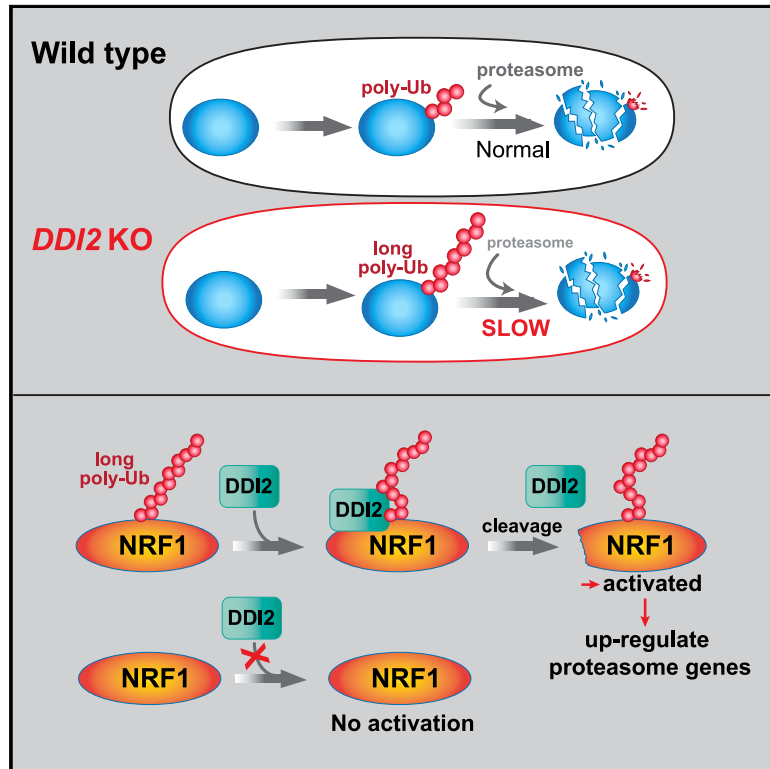 Wild type
poly-Ub
proteasome
Normal
DDI2 KO
long
poly-Ub
proteasome
SLOW
long
poly-Ub
DDI2
NRF1
DDI2
NRF1
cleavage
DDI2
NRF1
activated
up-regulate
proteasome genes
DDI2
NRF1
NRF1
No activation